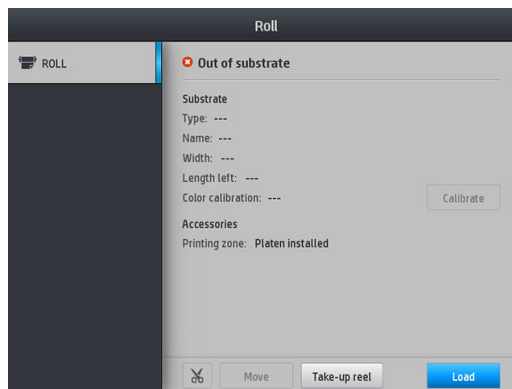 Roll
ROLL
Out of substrate
Substrate
Type: ---
Name: ---
Width: ---
Length left: ---
Color calibration: ---
Calibrate
Accessories
Printing zone: Platen installed
Move
Take-up reel
Load